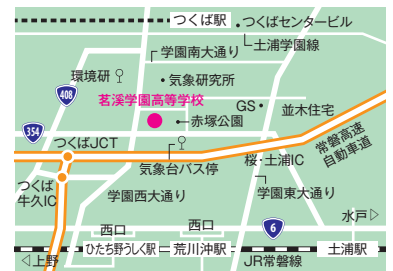 つくば駅
つくばセンタービル
土浦学園線
学園南大通り
環境研
気象研究所
408
茗溪学園高等学校
GS
並木住宅
赤塚公園
354
つくばJCT
常磐高速
自動車道
気象台バス停
桜・土浦IC
つくば
牛久IC
学園西大通り
学園東大通り
水戸▷
西口
西口
6
ひたち野うしく駅
荒川沖駅
土浦駅
◁上野
JR常磐線